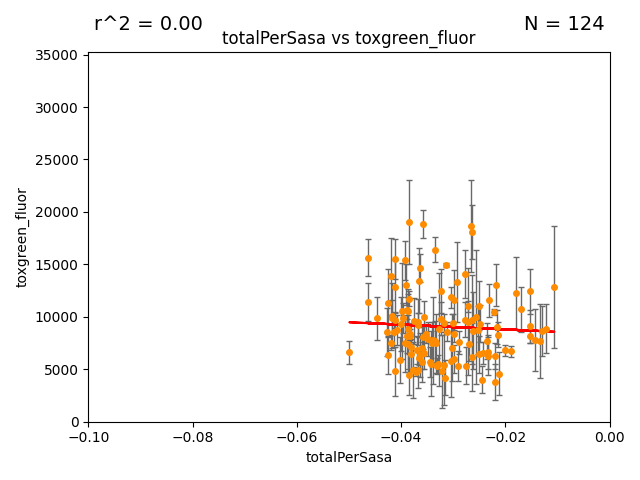 r^2 = 0.00
N = 124
totalPerSasa vs toxgreen_fluor
35000
30000
25000
20000
15000
10000
5000
0
toxgreen_fluor
−0.10
−0.08
−0.06
−0.04
−0.02
0.00
totalPerSasa